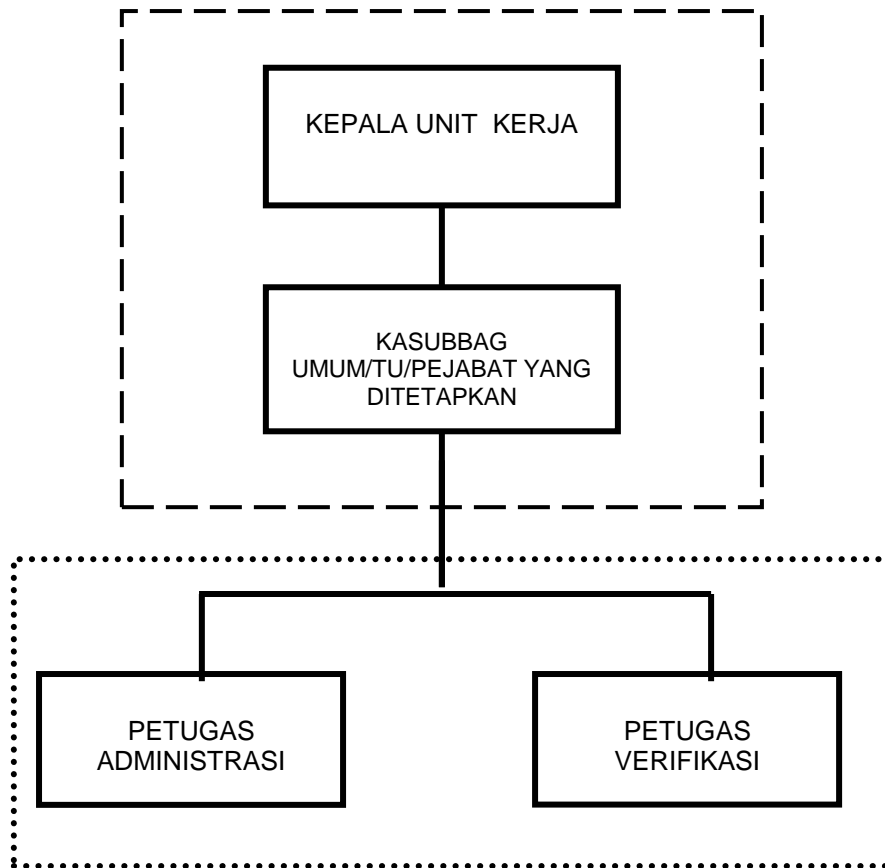 KEPALA UNIT KERJA
KASUBBAG
UMUM/TU/PEJABAT YANG
DITETAPKAN
PETUGAS
ADMINISTRASI
PETUGAS
VERIFIKASI